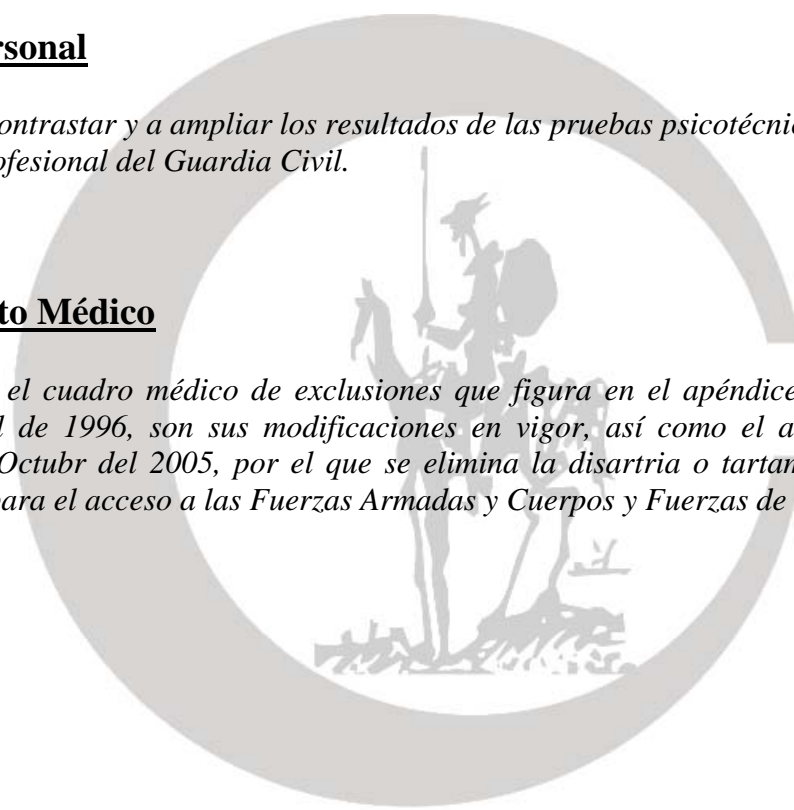 rsonal
ontrastar y a ampliar los resultados de las pruebas psicotécni
ofesional del Guardia Civil.
to Médico
el cuadro médico de exclusiones que figura en el apéndice
l de 1996, son sus modificaciones en vigor, así como el a
Octubr del 2005, por el que se elimina la disartria o tartan
para el acceso a las Fuerzas Armadas y Cuerpos y Fuerzas de